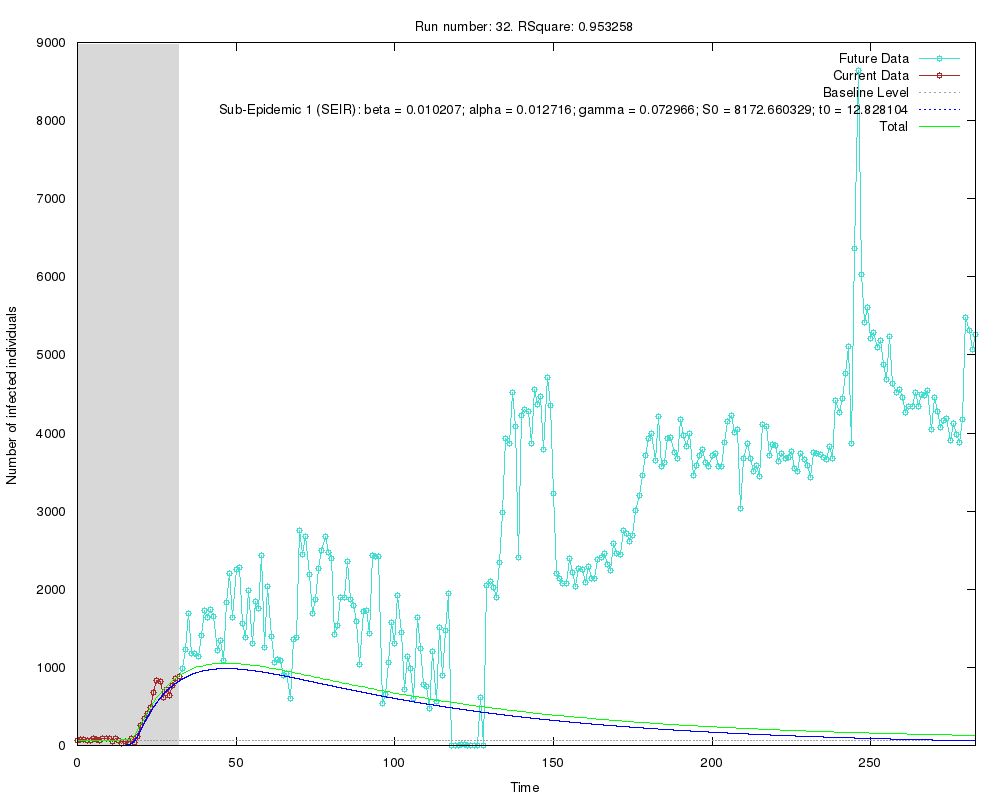 Run number: 32. RSquare: 0.953258
Future Data
Current Data
Baseline Level
Sub-Epidemic 1 (SEIR): beta = 0.010207; alpha = 0.012716; gamma = 0.072966; S0 = 8172.660329; t0 = 12.828104
Total
9000
8000
7000
6000
5000
4000
3000
2000
1000
0
Number of infected individuals
0 50 100 150 200 250
Time